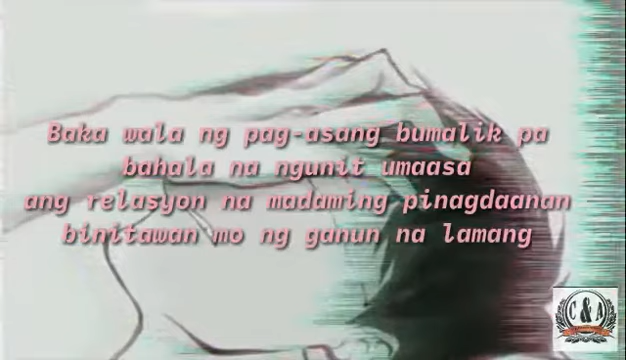 Baka wala ng pag-asang bumalik pa
bahala na ngunit umaasa
ang relasyon na madaming pinagdaanan
binitawan mo ng ganun na lamang
C & A